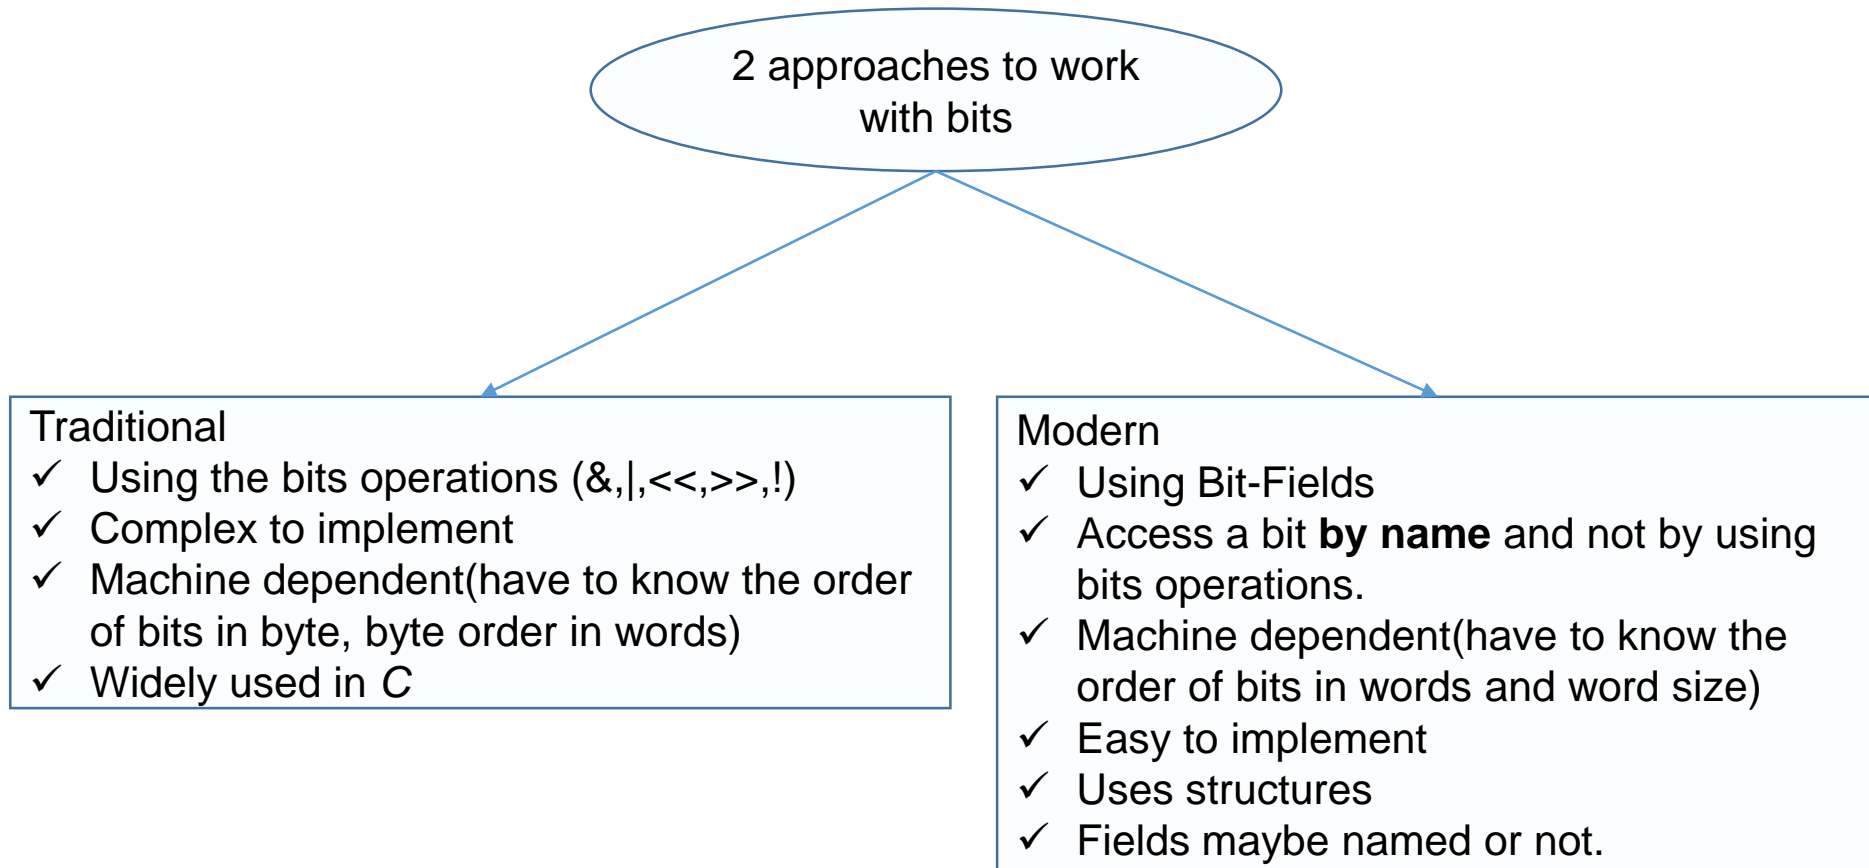 2 approaches to work
with bits
Traditional
✓ Using the bits operations (&,|,<<,>>,!)
✓ Complex to implement
✓ Machine dependent(have to know the order
of bits in byte, byte order in words)
✓ Widely used in C
Modern
✓ Using Bit-Fields
✓ Access a bit by name and not by using
bits operations.
✓ Machine dependent(have to know the
order of bits in words and word size)
✓ Easy to implement
✓ Uses structures
✓ Fields maybe named or not.